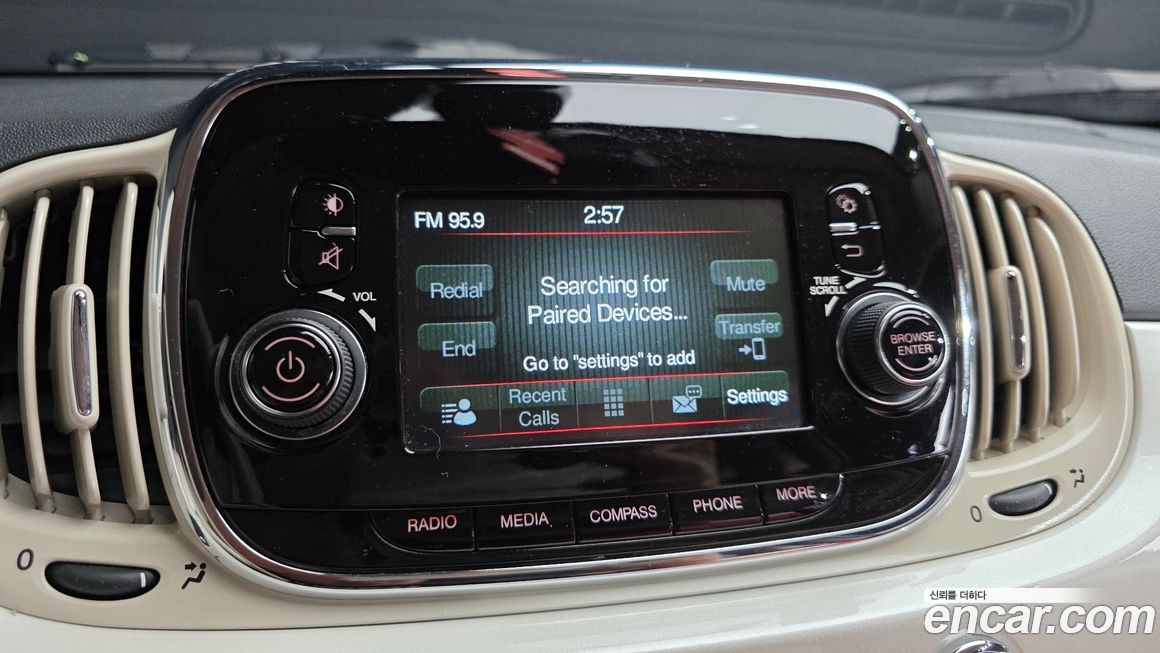 FM 95.9
2:57
Redial
Searching for
Paired Devices...
Mute
End
Transfer
Go to "settings" to add
Recent
Calls
Settings
VOL
TUNE
SCROLL
BROWSE
ENTER
RADIO
MEDIA
COMPASS
PHONE
MORE
0
0
신뢰를 더하다
encar.com